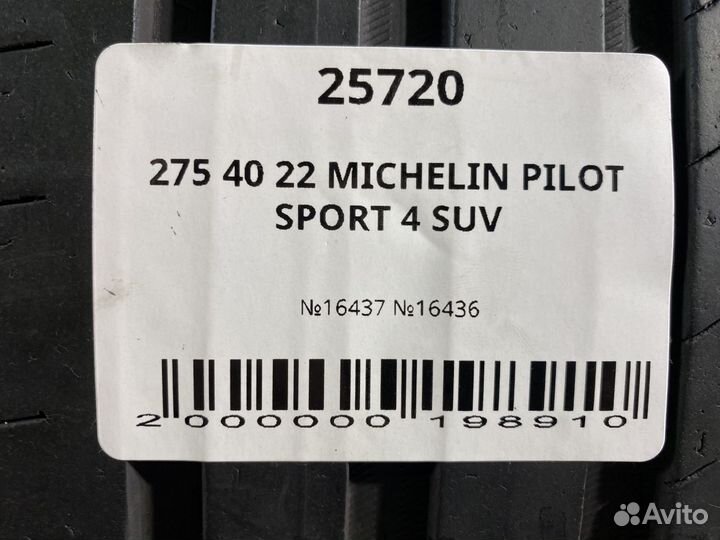 25720
275 40 22 MICHELIN PILOT
SPORT 4 SUV
№16437 №16436
2 000000 198910
Avito